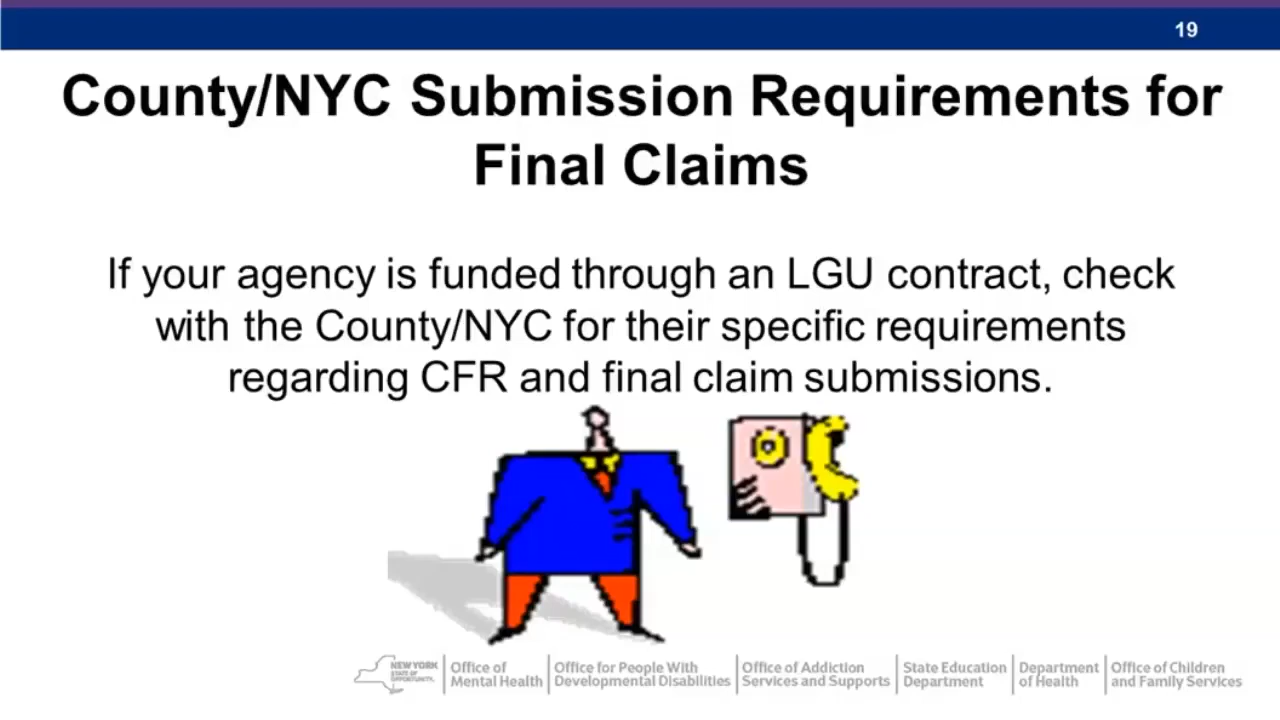 19
County/NYC Submission Requirements for
Final Claims
If your agency is funded through an LGU contract, check
with the County/NYC for their specific requirements
regarding CFR and final claim submissions.
NEW YORK
STATE OF
OPPORTUNITY.
Office of
Mental Health
Office for People With
Developmental Disabilities
Office of Addiction
Services and Supports
State Education
Department
Department
of Health
Office of Children
and Family Services